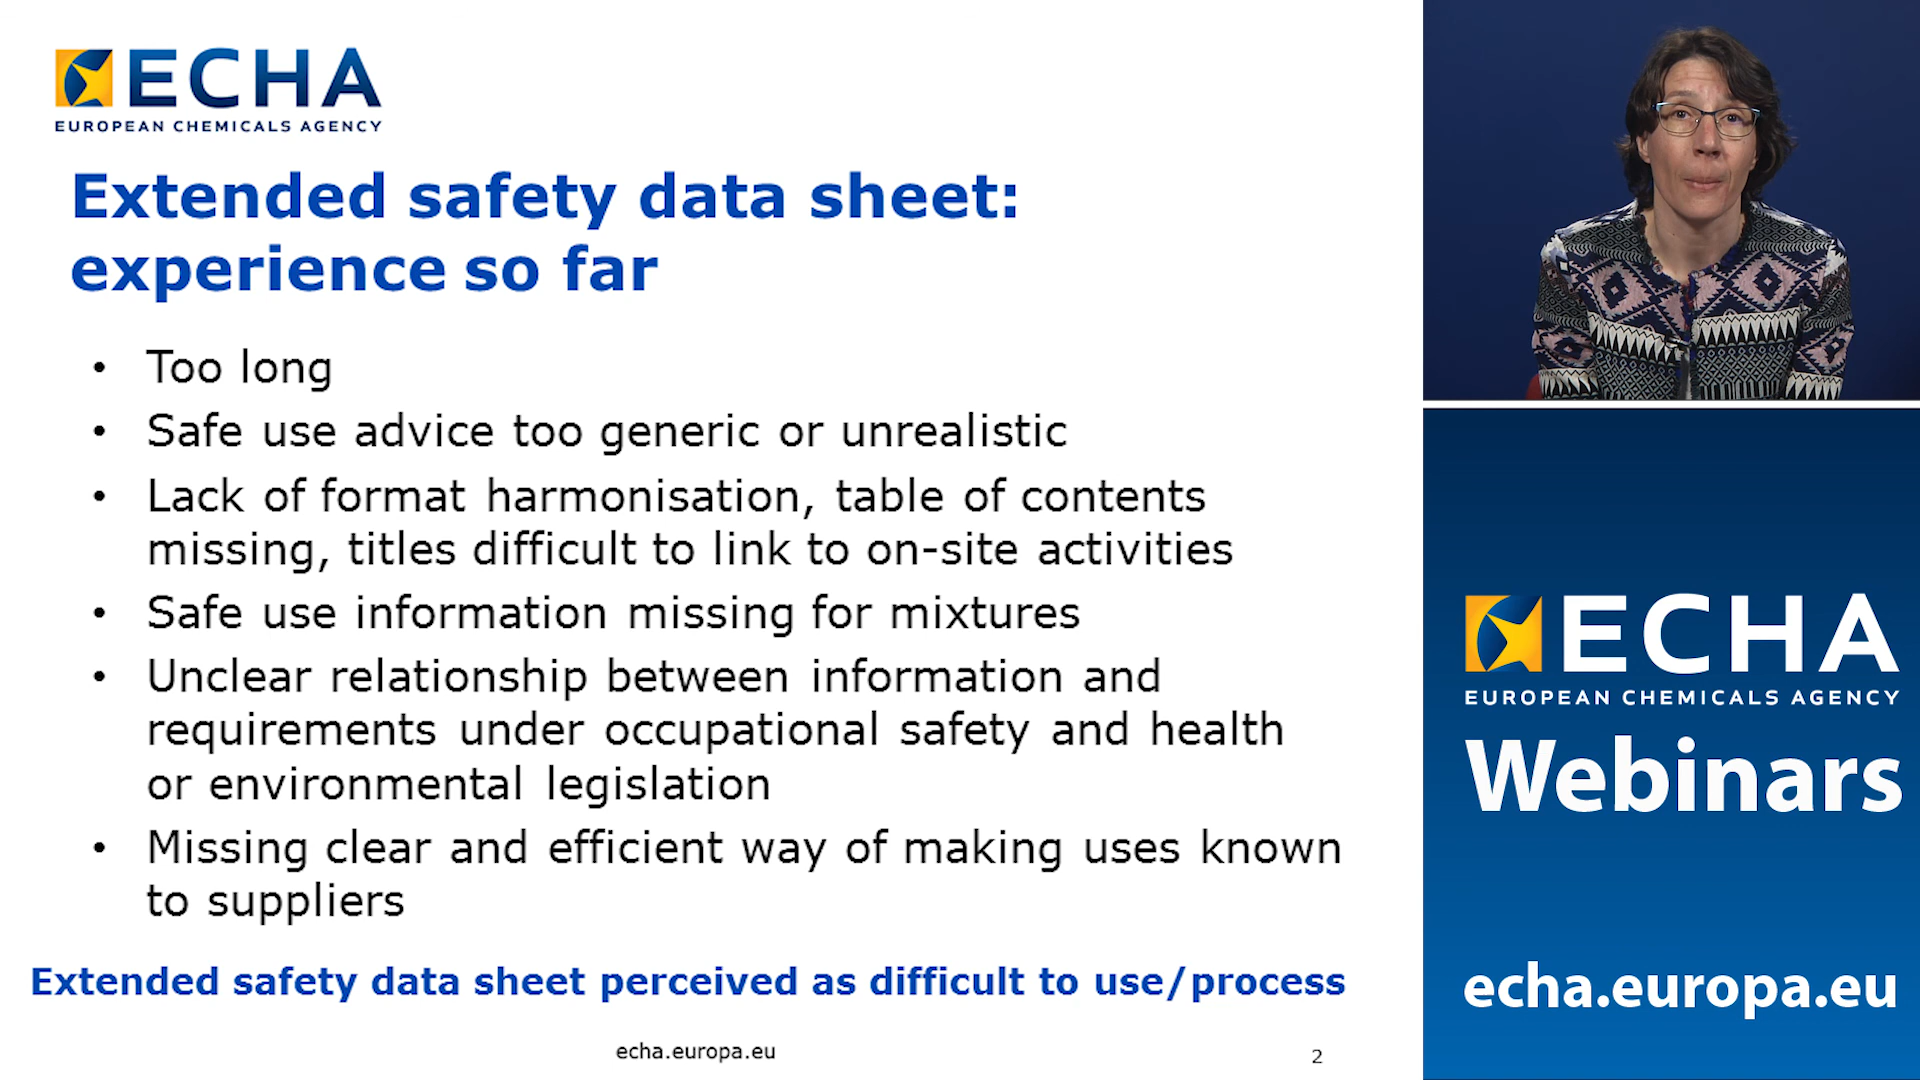 ECHA
EUROPEAN CHEMICALS AGENCY
Extended safety data sheet:
experience so far
• Too long
• Safe use advice too generic or unrealistic
• Lack of format harmonisation, table of contents
missing, titles difficult to link to on-site activities
• Safe use information missing for mixtures
• Unclear relationship between information and
requirements under occupational safety and health
or environmental legislation
• Missing clear and efficient way of making uses known
to suppliers
Extended safety data sheet perceived as difficult to use/process
echa.europa.eu
2
ECHA
EUROPEAN CHEMICALS AGENCY
Webinars
echa.europa.eu